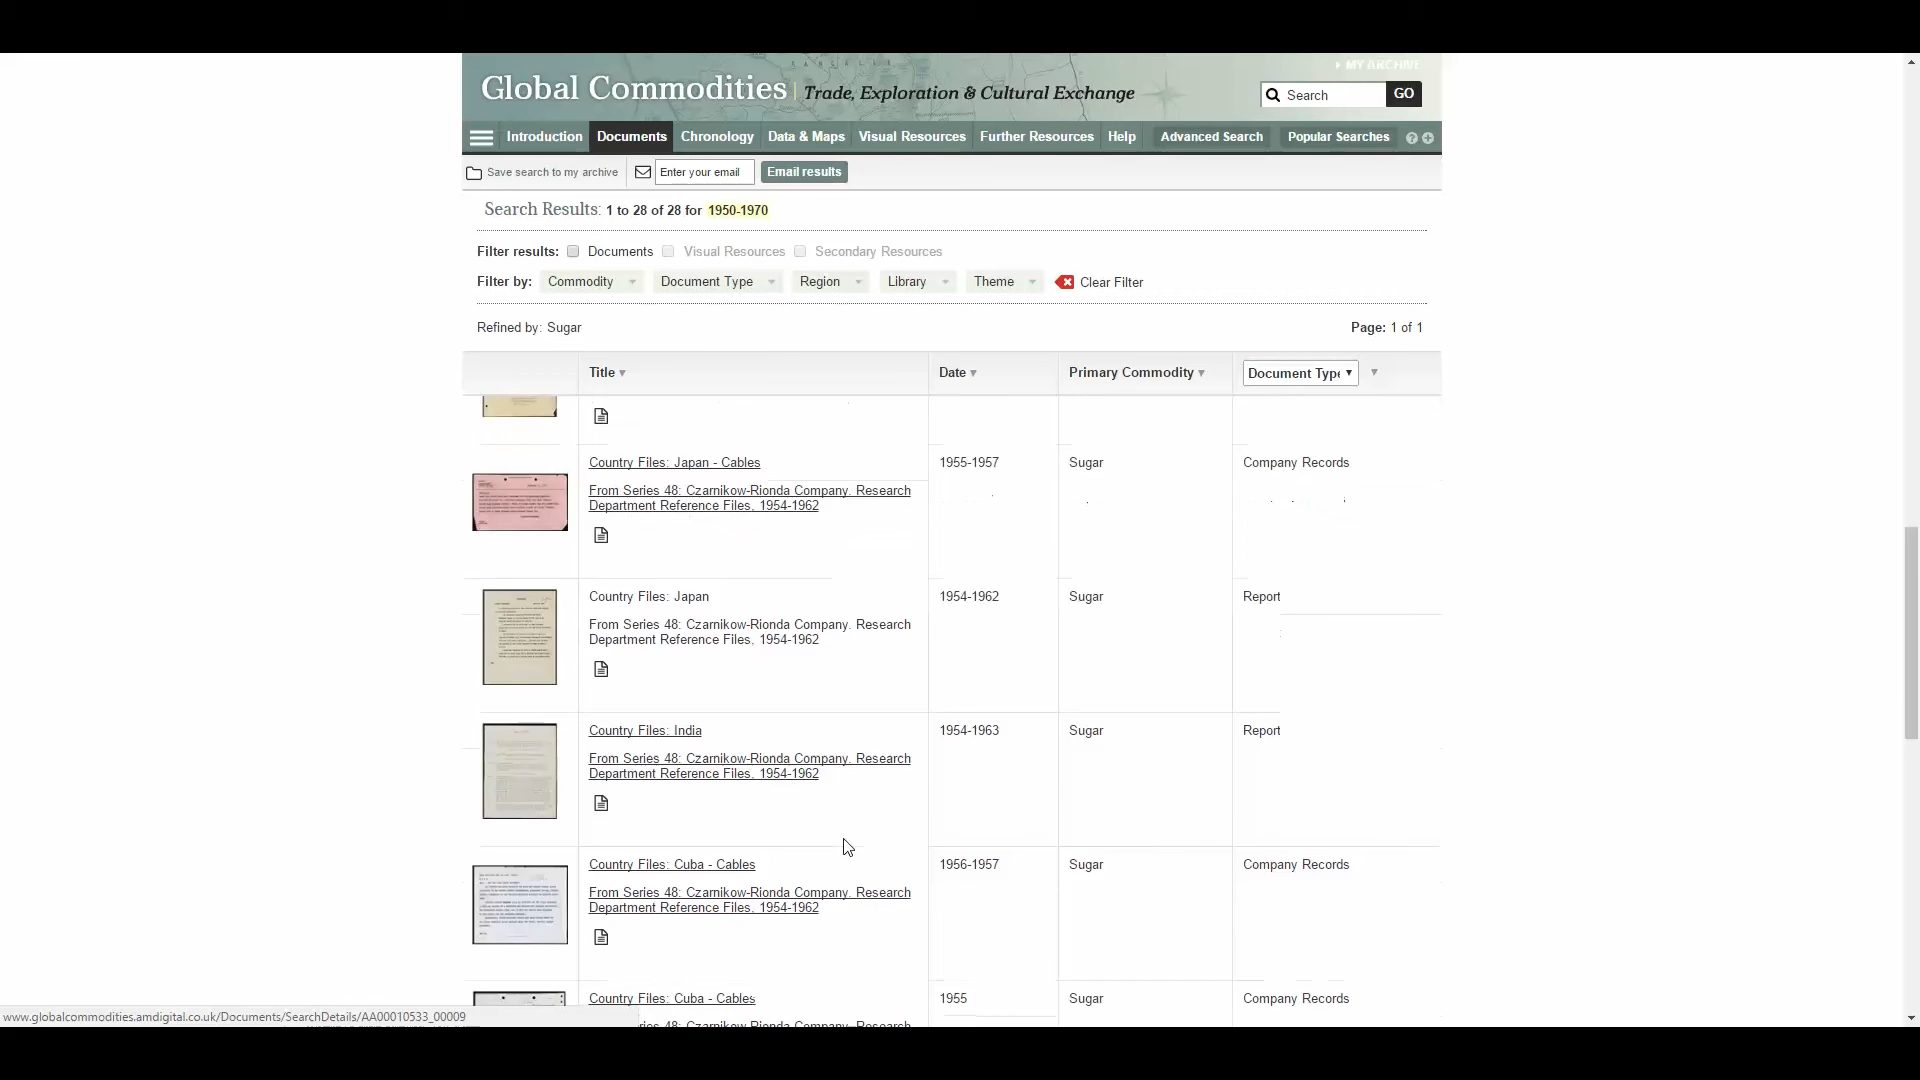 MY ARCHIVE
Global Commodities | Trade, Exploration & Cultural Exchange
Search GO
Introduction Documents Chronology Data & Maps Visual Resources Further Resources Help Advanced Search Popular Searches
Save search to my archive Enter your email Email results
Search Results: 1 to 28 of 28 for 1950-1970
Filter results: Documents Visual Resources Secondary Resources
Filter by: Commodity Document Type Region Library Theme Clear Filter
Refined by: Sugar Page: 1 of 1
Title Date Primary Commodity Document Type
Country Files: Japan - Cables 1955-1957 Sugar Company Records
From Series 48: Czarnikow-Rionda Company. Research
Department Reference Files, 1954-1962
Country Files: Japan 1954-1962 Sugar Report
From Series 48: Czarnikow-Rionda Company. Research
Department Reference Files, 1954-1962
Country Files: India 1954-1963 Sugar Report
From Series 48: Czarnikow-Rionda Company. Research
Department Reference Files, 1954-1962
Country Files: Cuba - Cables 1956-1957 Sugar Company Records
From Series 48: Czarnikow-Rionda Company. Research
Department Reference Files, 1954-1962
Country Files: Cuba - Cables 1955 Sugar Company Records
www.globalcommodities.amdigital.co.uk/Documents/SearchDetails/AA00010533_00009